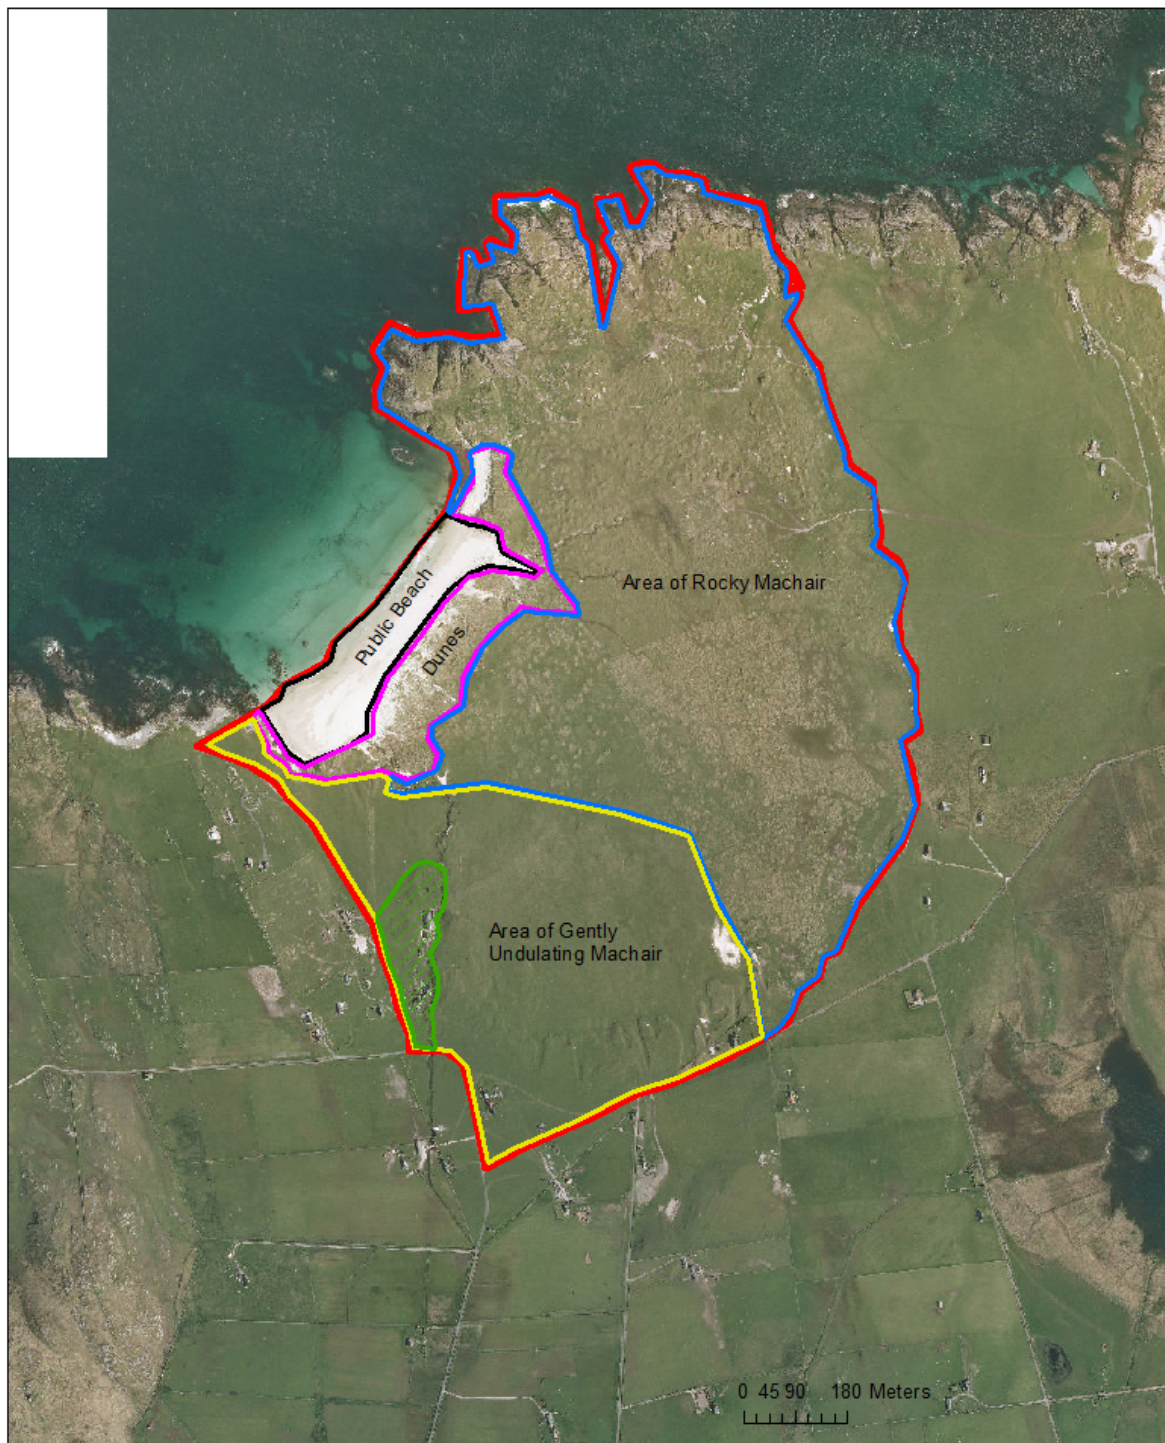 Area of Rocky Machair
Public Beach
Dunes
Area of Gently
Undulating Machair
0 45 90 180 Meters